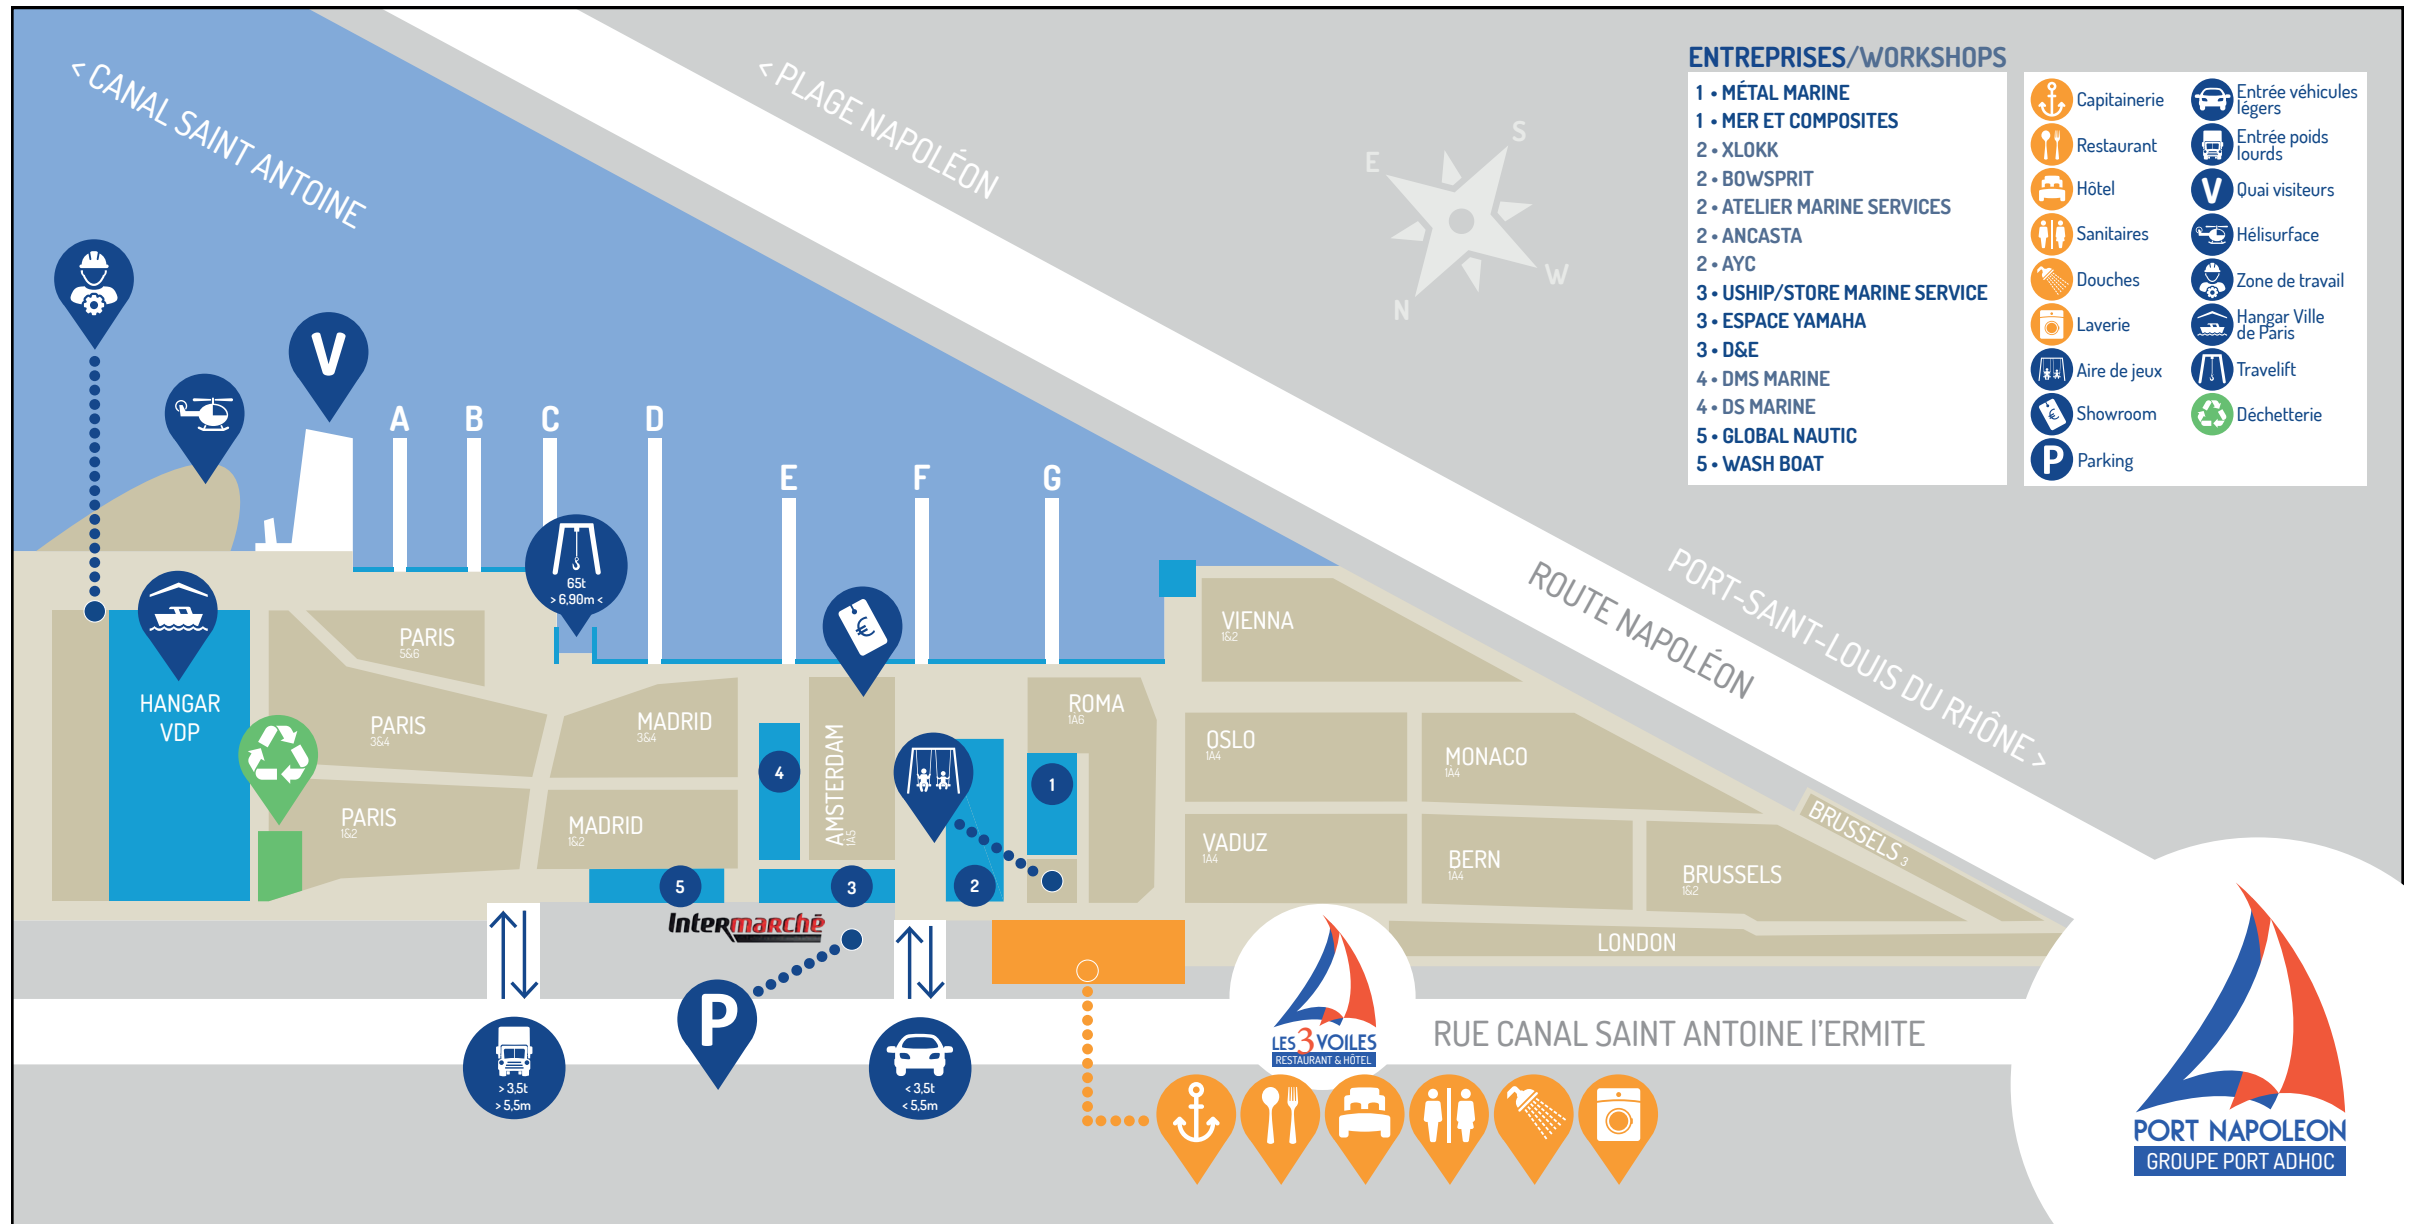 < CANAL SAINT ANTOINE
< PLAGE NAPOLÉON
S
E
W
N
ENTREPRISES/WORKSHOPS
1 • MÉTAL MARINE
1 • MER ET COMPOSITES
2 • XLOKK
2 • BOWSPRIT
2 • ATELIER MARINE SERVICES
2 • ANCASTA
2 • AYC
3 • USHIP/STORE MARINE SERVICE
3 • ESPACE YAMAHA
3 • D&E
4 • DMS MARINE
4 • DS MARINE
5 • GLOBAL NAUTIC
5 • WASH BOAT
Capitainerie
Restaurant
Hôtel
Sanitaires
Douches
Laverie
Aire de jeux
€
Showroom
P
Parking
Entrée véhicules
légers
Entrée poids
lourds
V
Quai visiteurs
Hélisurface
Zone de travail
Hangar Ville
de Paris
Travelift
Déchetterie
V
A
B
C
D
E
F
G
65t
> 6,90m <
€
HANGAR
VDP
PARIS
5&6
PARIS
3&4
PARIS
1&2
MADRID
3&4
MADRID
1&2
AMSTERDAM
1À5
ROMA
1À6
VIENNA
1&2
OSLO
1À4
MONACO
1À4
VADUZ
1À4
BERN
1À4
BRUSSELS
1&2
BRUSSELS 3
LONDON
4
1
5
3
2
Intermarché
P
> 3,5t
> 5,5m
< 3,5t
< 5,5m
ROUTE NAPOLÉON
PORT-SAINT-LOUIS DU RHÔNE >
LES 3 VOILES
RESTAURANT & HÔTEL
RUE CANAL SAINT ANTOINE l'ERMITE
PORT NAPOLEON
GROUPE PORT ADHOC